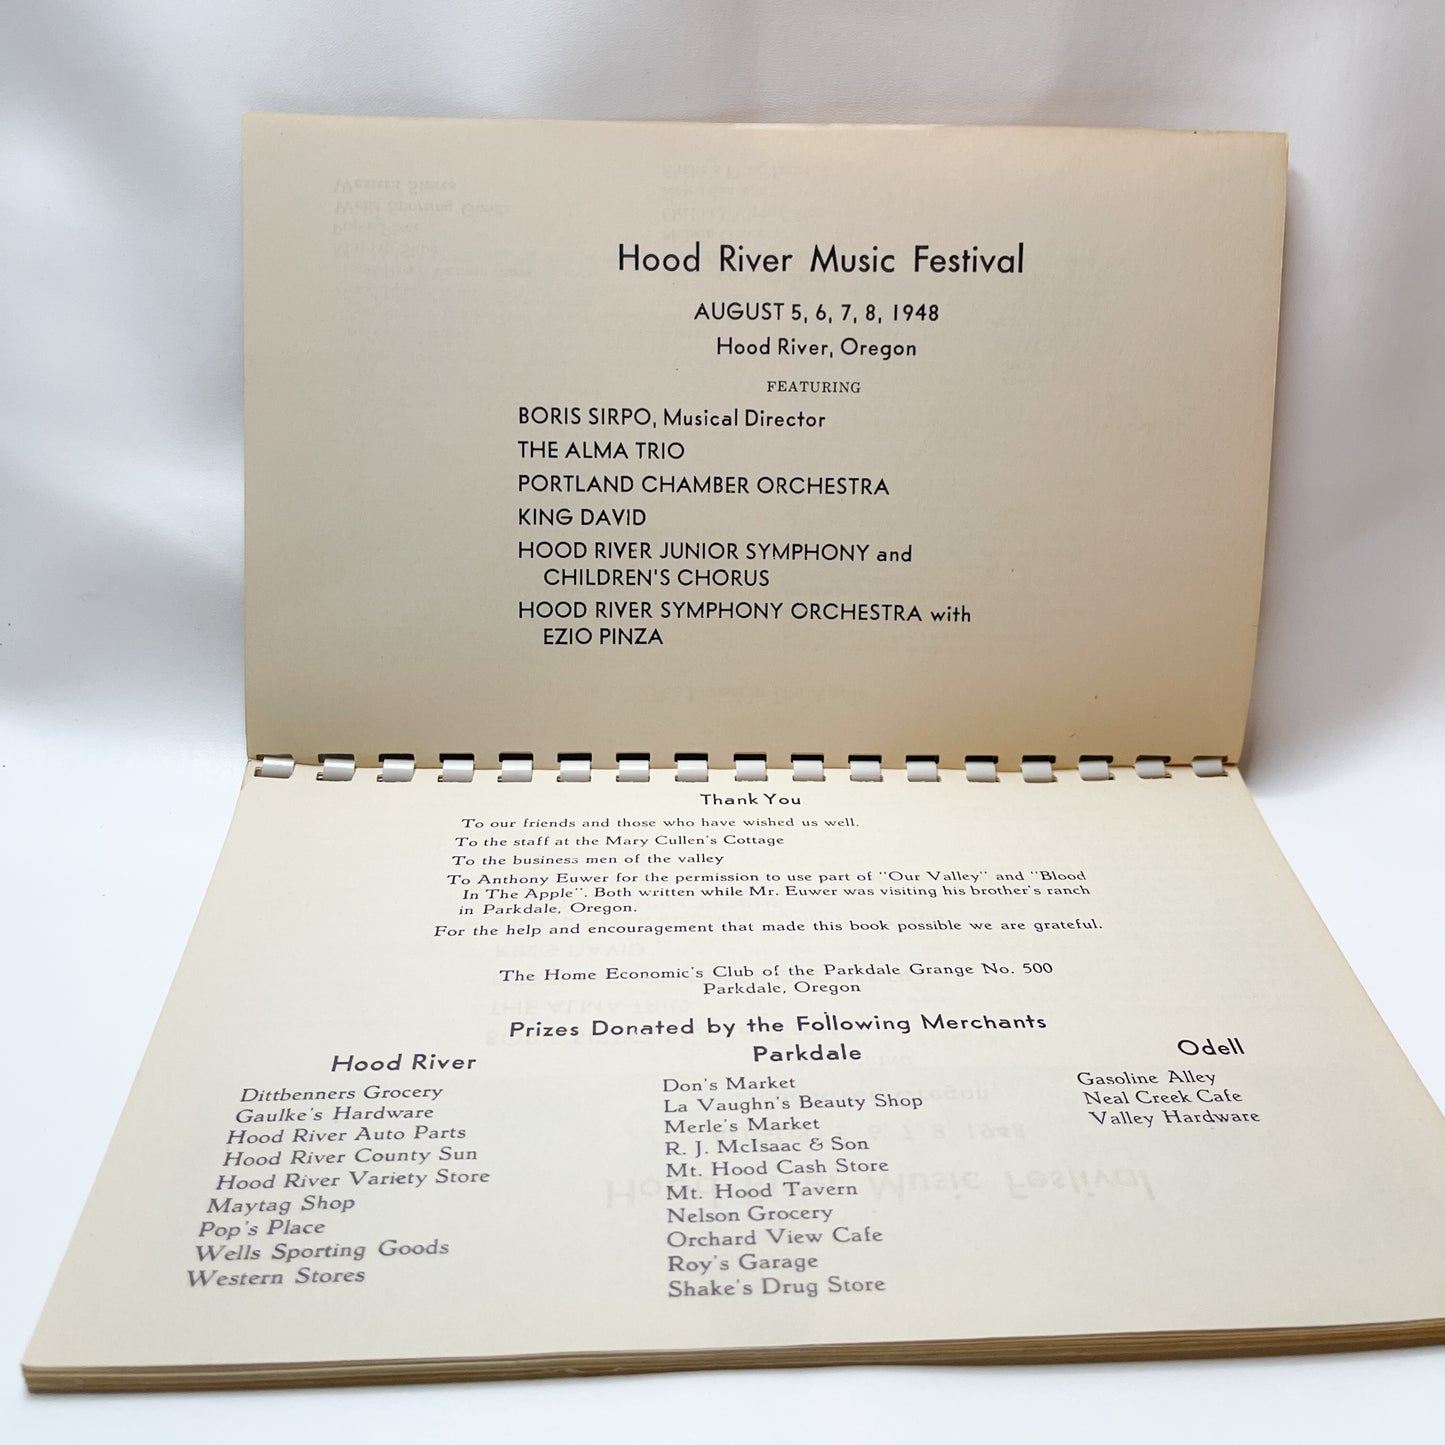 Hood River Music Festival
AUGUST 5, 6, 7, 8, 1948
Hood River, Oregon
FEATURING
BORIS SIRPO, Musical Director
THE ALMA TRIO
PORTLAND CHAMBER ORCHESTRA
KING DAVID
HOOD RIVER JUNIOR SYMPHONY and
CHILDREN'S CHORUS
HOOD RIVER SYMPHONY ORCHESTRA with
EZIO PINZA
Thank You
To our friends and those who have wished us well.
To the staff at the Mary Cullen's Cottage
To the business men of the valley
To Anthony Euwer for the permission to use part of "Our Valley" and "Blood
In The Apple". Both written while Mr. Euwer was visiting his brother's ranch
in Parkdale, Oregon.
For the help and encouragement that made this book possible we are grateful.
The Home Economic's Club of the Parkdale Grange No. 500
Parkdale, Oregon
Prizes Donated by the Following Merchants
Hood River
Dittbenners Grocery
Gaulke's Hardware
Hood River Auto Parts
Hood River County Sun
Hood River Variety Store
Maytag Shop
Pop's Place
Wells Sporting Goods
Western Stores
Parkdale
Don's Market
La Vaughn's Beauty Shop
Merle's Market
R. J. McIsaac & Son
Mt. Hood Cash Store
Mt. Hood Tavern
Nelson Grocery
Orchard View Cafe
Roy's Garage
Shake's Drug Store
Odell
Gasoline Alley
Neal Creek Cafe
Valley Hardware